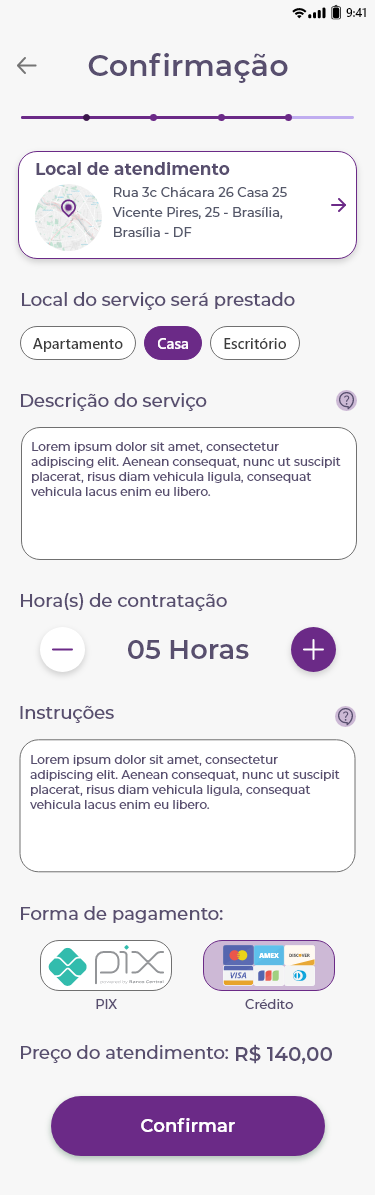 9:41
Confirmação
Local de atendimento
Rua 3c Chácara 26 Casa 25
Vicente Pires, 25 - Brasília,
Brasília - DF
Local do serviço será prestado
Apartamento Casa Escritório
Descrição do serviço
Lorem ipsum dolor sit amet, consectetur
adipiscing elit. Aenean consequat, nunc ut suscipit
placerat, risus diam vehicula ligula, consequat
vehicula lacus enim eu libero.
Hora(s) de contratação
05 Horas
Instruções
Lorem ipsum dolor sit amet, consectetur
adipiscing elit. Aenean consequat, nunc ut suscipit
placerat, risus diam vehicula ligula, consequat
vehicula lacus enim eu libero.
Forma de pagamento:
pix
powered by Banco Central
AMEX DISCOVER
VISA
PIX Crédito
Preço do atendimento: R$ 140,00
Confirmar